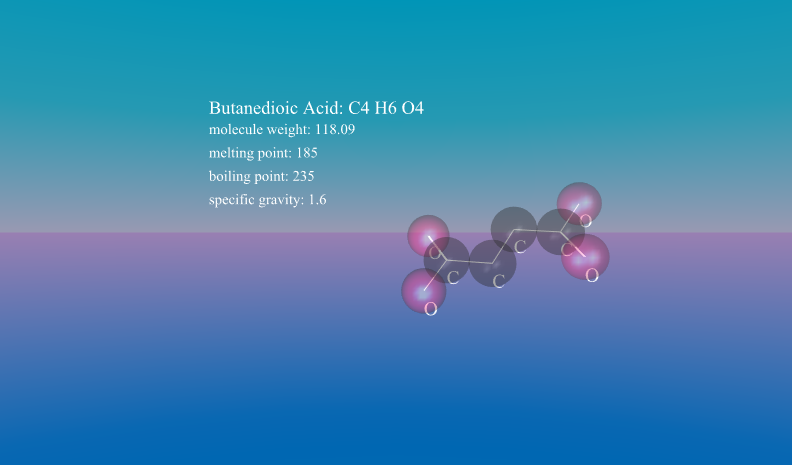 Butanedioic Acid: C4 H6 O4
molecule weight: 118.09
melting point: 185
boiling point: 235
specific gravity: 1.6
O
O
C
C
C
C
O
O